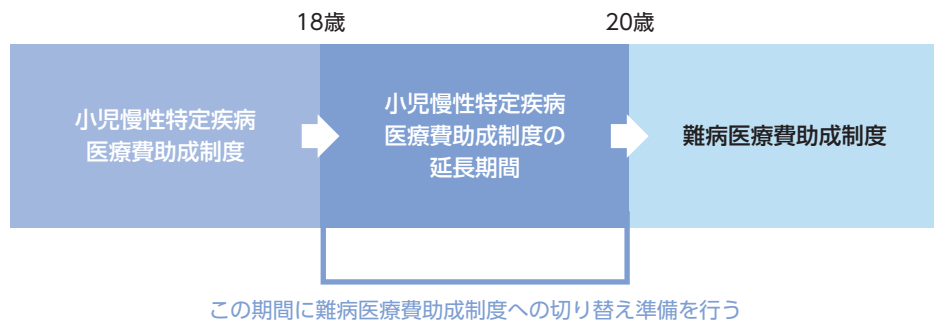 18歳
20歳
小児慢性特定疾病
医療費助成制度
小児慢性特定疾病
医療費助成制度の
延長期間
難病医療費助成制度
この期間に難病医療費助成制度への切り替え準備を行う